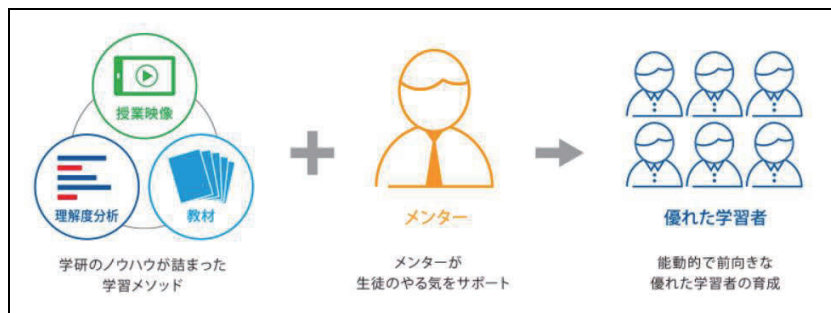 授業映像
理解度分析
教材
学研のノウハウが詰まった
学習メソッド
メンター
メンターが
生徒のやる気をサポート
優れた学習者
能動的で前向きな
優れた学習者の育成